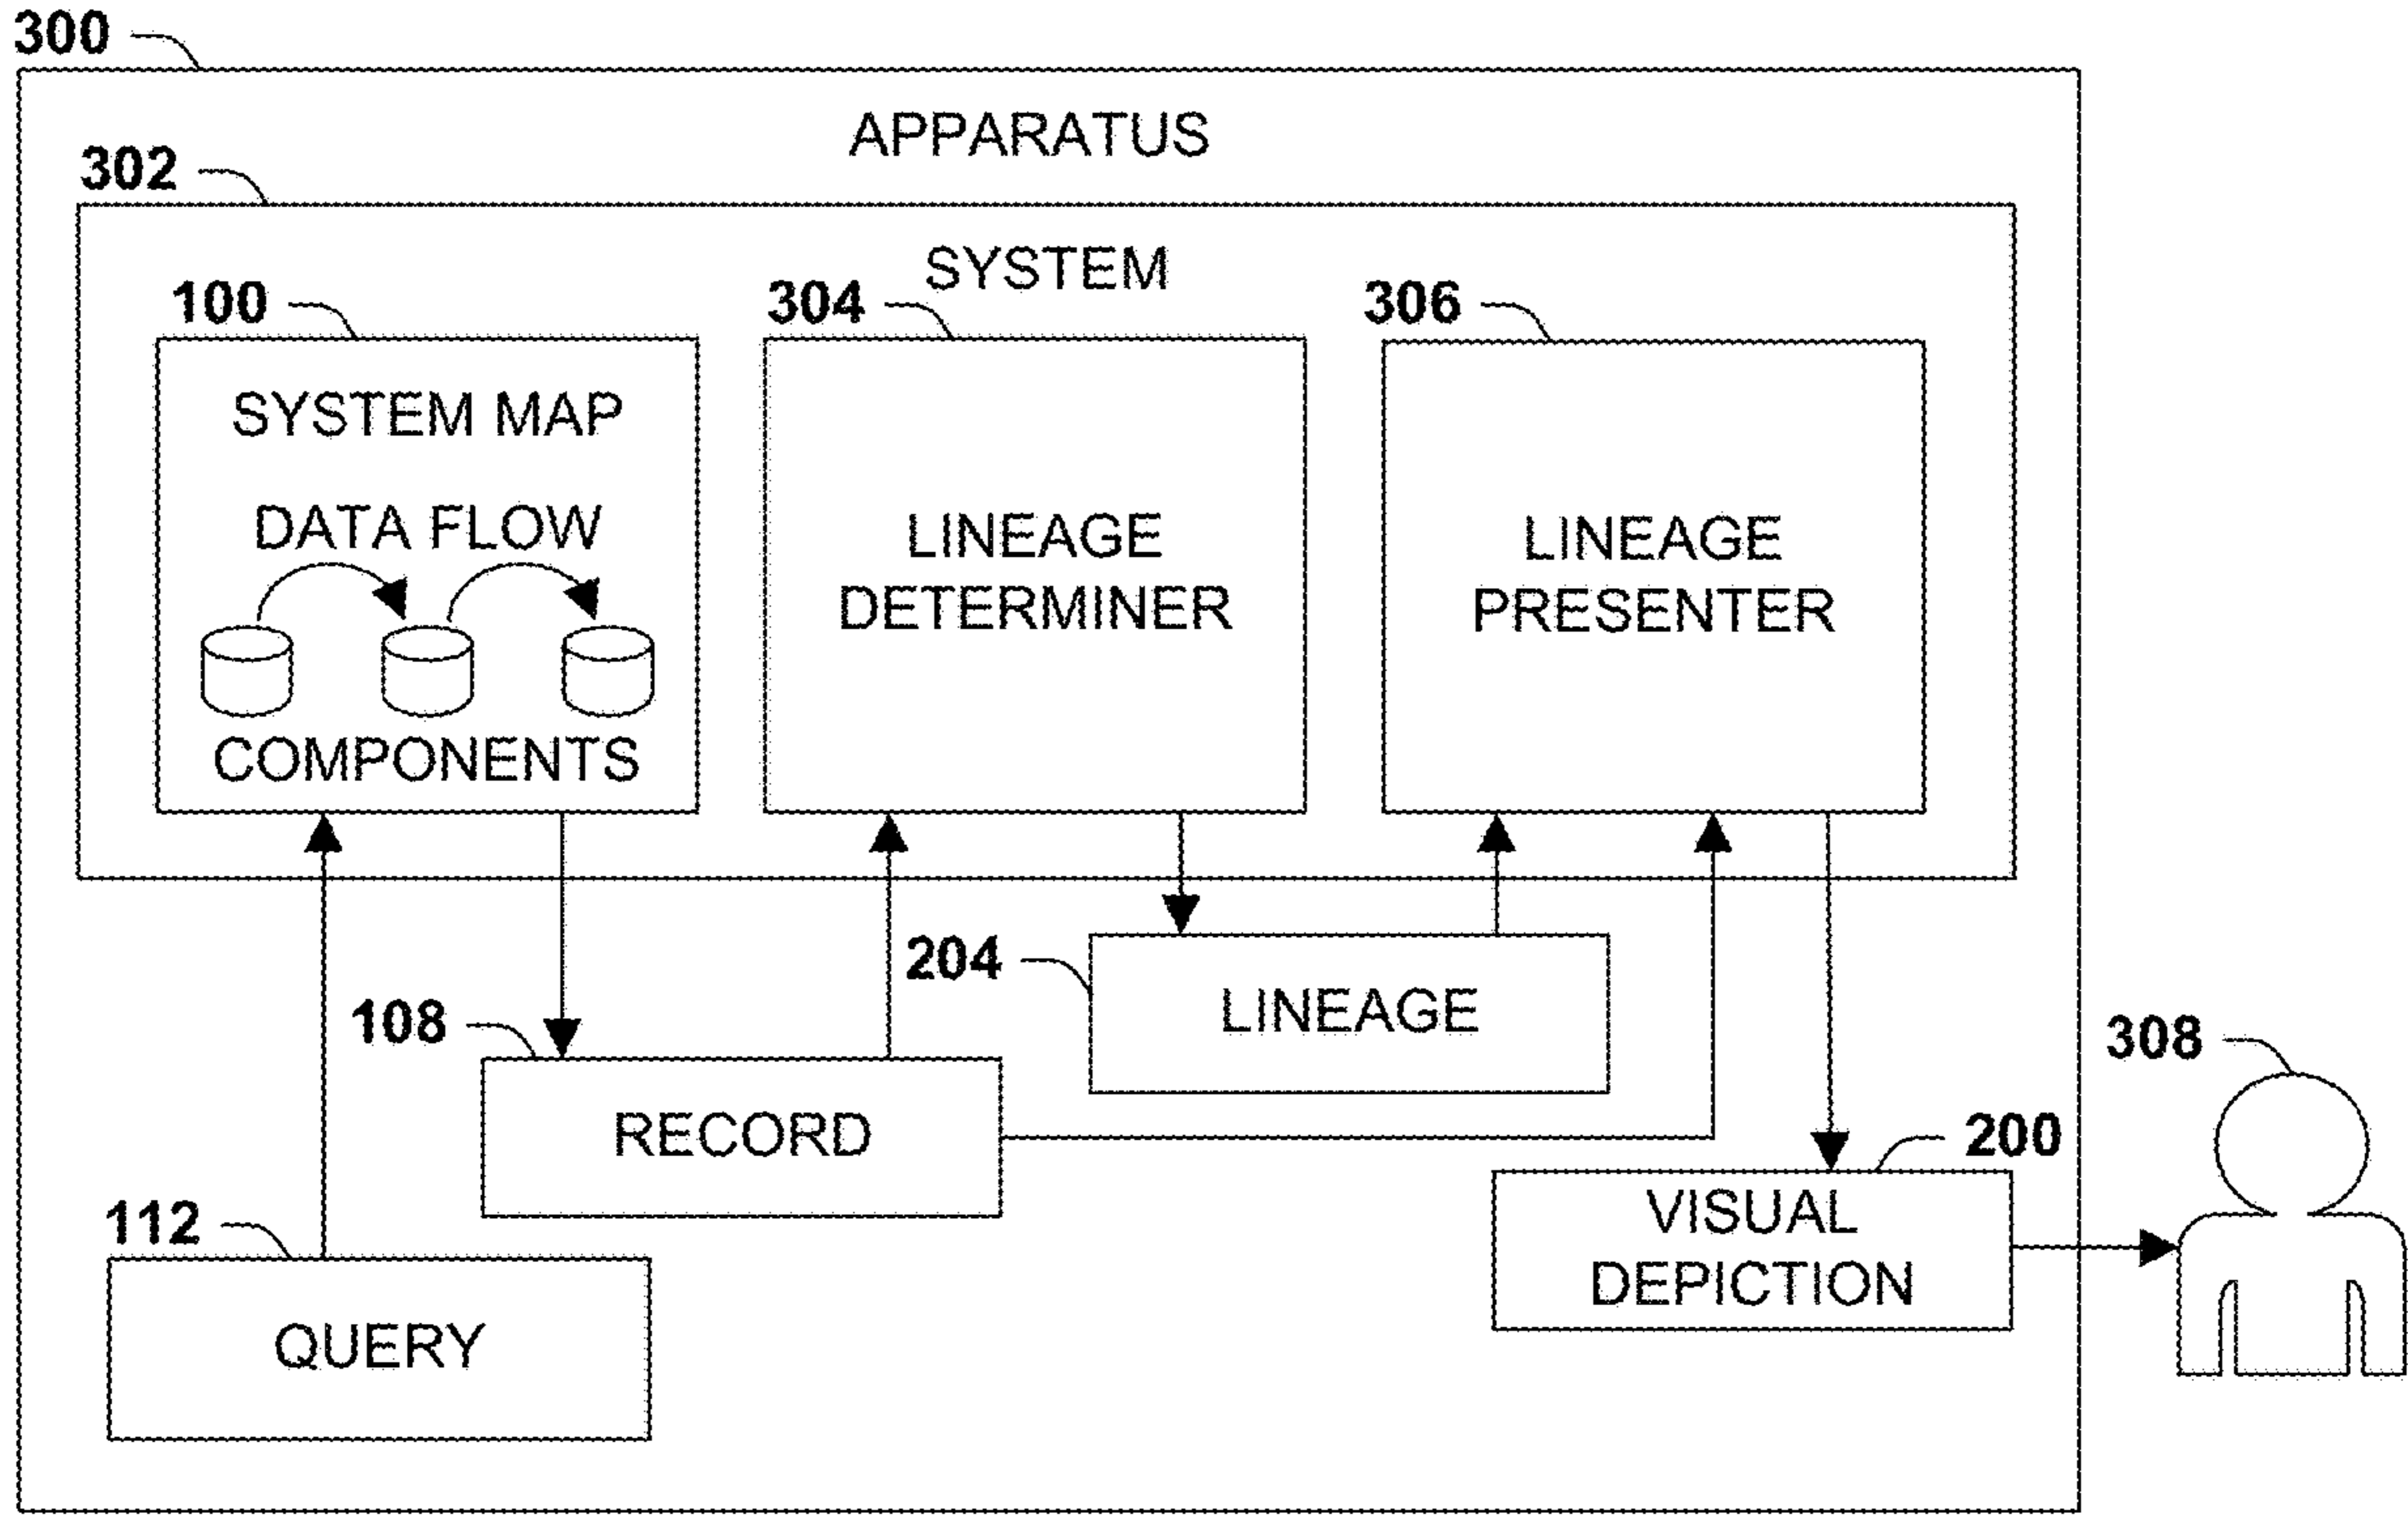 300
APPARATUS
302
SYSTEM
100
304
306
SYSTEM MAP
DATA FLOW
COMPONENTS
LINEAGE
DETERMINER
LINEAGE
PRESENTER
204
LINEAGE
108
RECORD
308
200
VISUAL
DEPICTION
112
QUERY